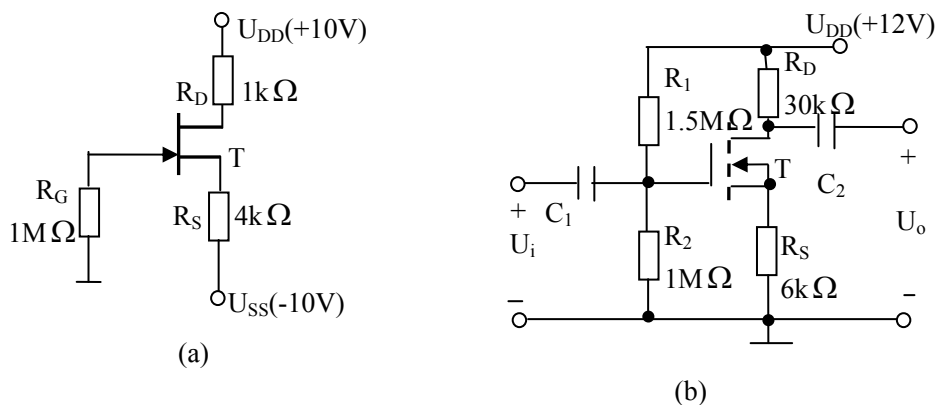 U_DD(+10V)
R_D
1kΩ
T
R_G
1MΩ
R_S
4kΩ
U_SS(-10V)
(a)
U_DD(+12V)
R_1
1.5MΩ
R_D
30kΩ
T
C_1
C_2
+
U_i
−
R_2
1MΩ
R_S
6kΩ
+
U_o
-
(b)